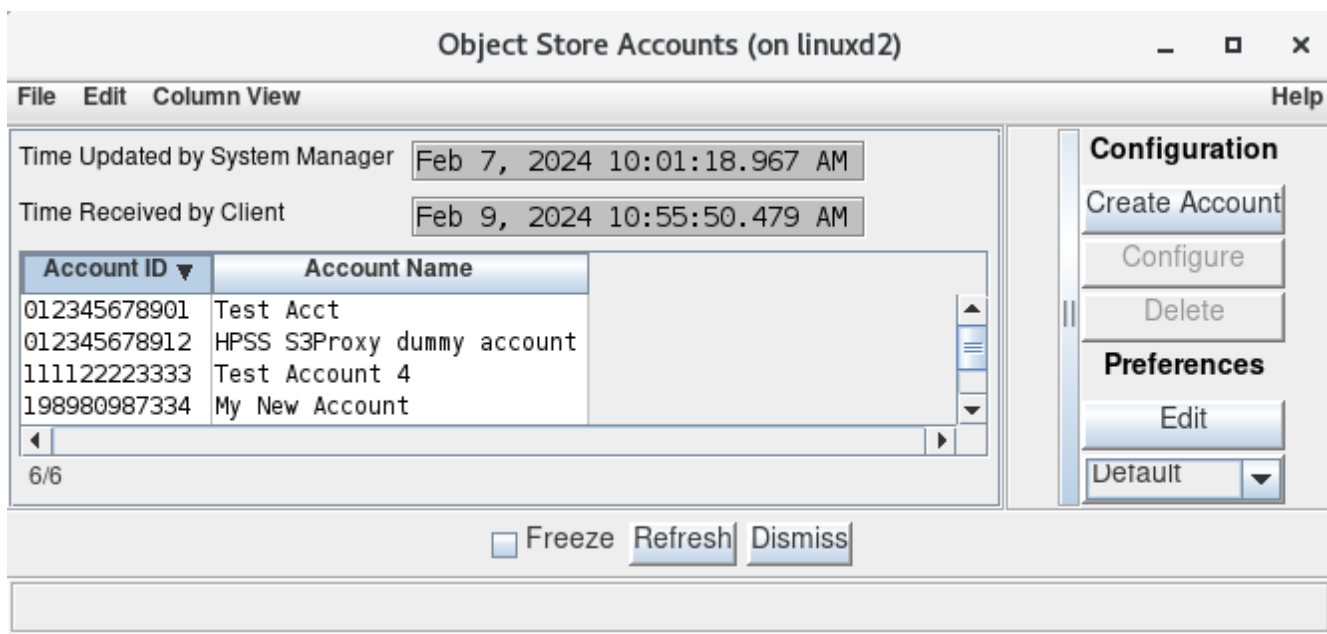 Object Store Accounts (on linuxd2)
File Edit Column View Help
Time Updated by System Manager Feb 7, 2024 10:01:18.967 AM
Time Received by Client Feb 9, 2024 10:55:50.479 AM
Account ID Account Name
012345678901 Test Acct
012345678912 HPSS S3Proxy dummy account
111122223333 Test Account 4
198980987334 My New Account
6/6
Configuration
Create Account
Configure
Delete
Preferences
Edit
Default
Freeze Refresh Dismiss